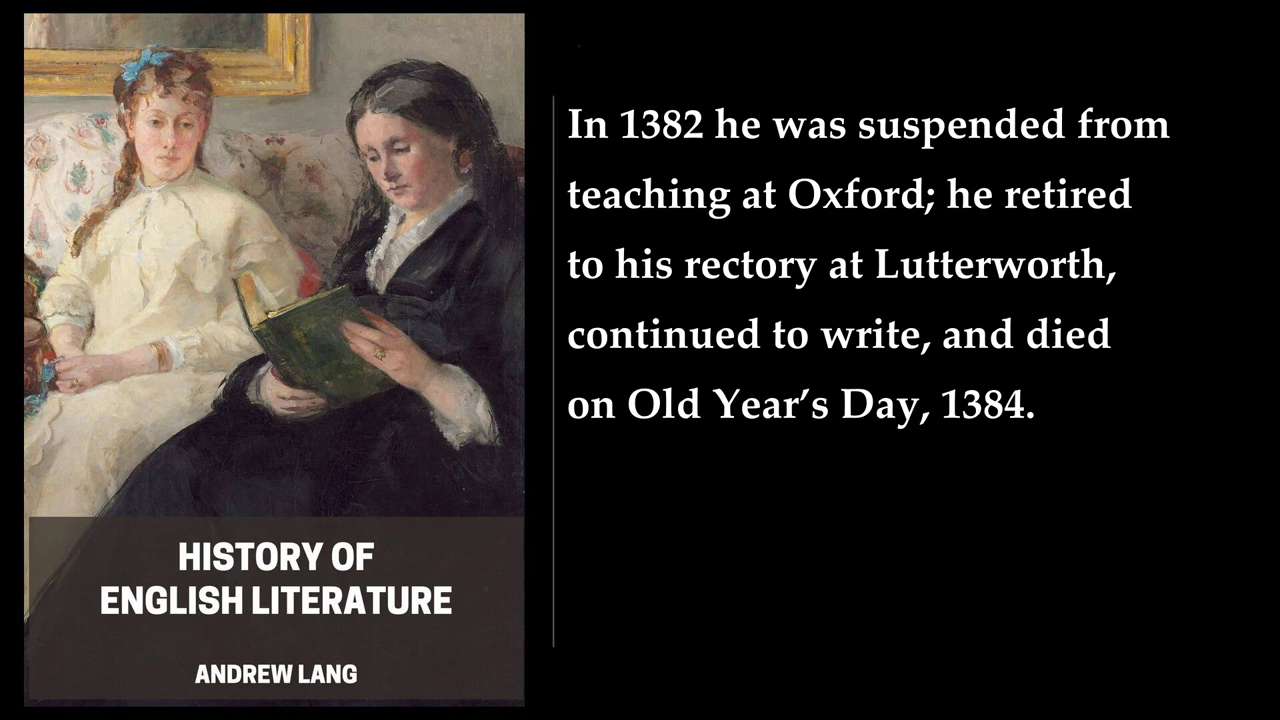 HISTORY OF
ENGLISH LITERATURE
ANDREW LANG
In 1382 he was suspended from
teaching at Oxford; he retired
to his rectory at Lutterworth,
continued to write, and died
on Old Year’s Day, 1384.